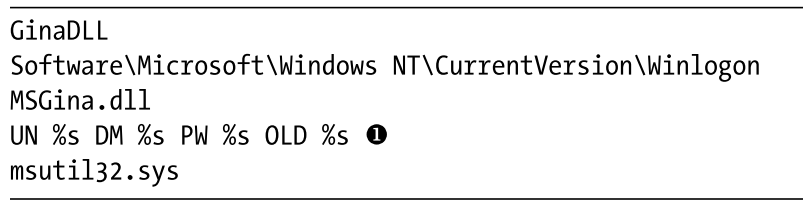 GinaDLL
Software\Microsoft\Windows NT\CurrentVersion\Winlogon
MSGina.dll
UN %s DM %s PW %s OLD %s ❶
msutil32.sys